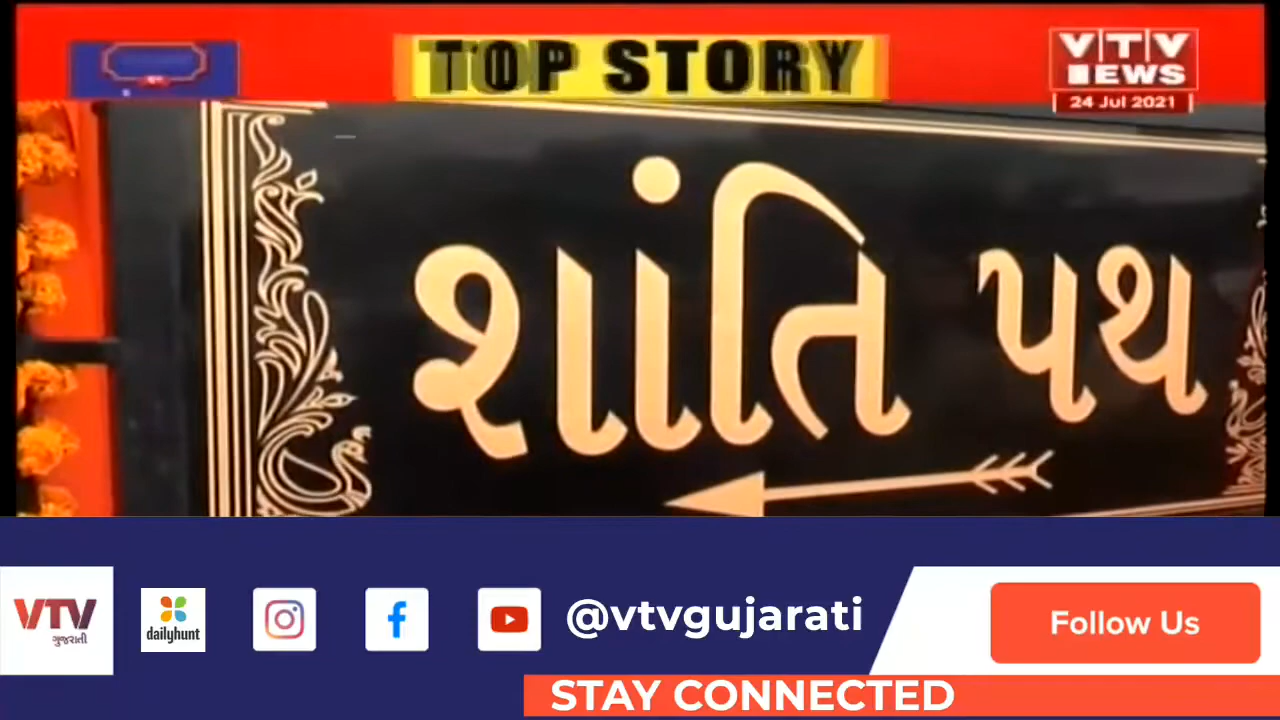 TOP STORY
VTV
NEWS
24 Jul 2021
શાંતિ પથ
VTV
ગુજરાતી
dailyhunt
@vtvgujarati
Follow Us
STAY CONNECTED